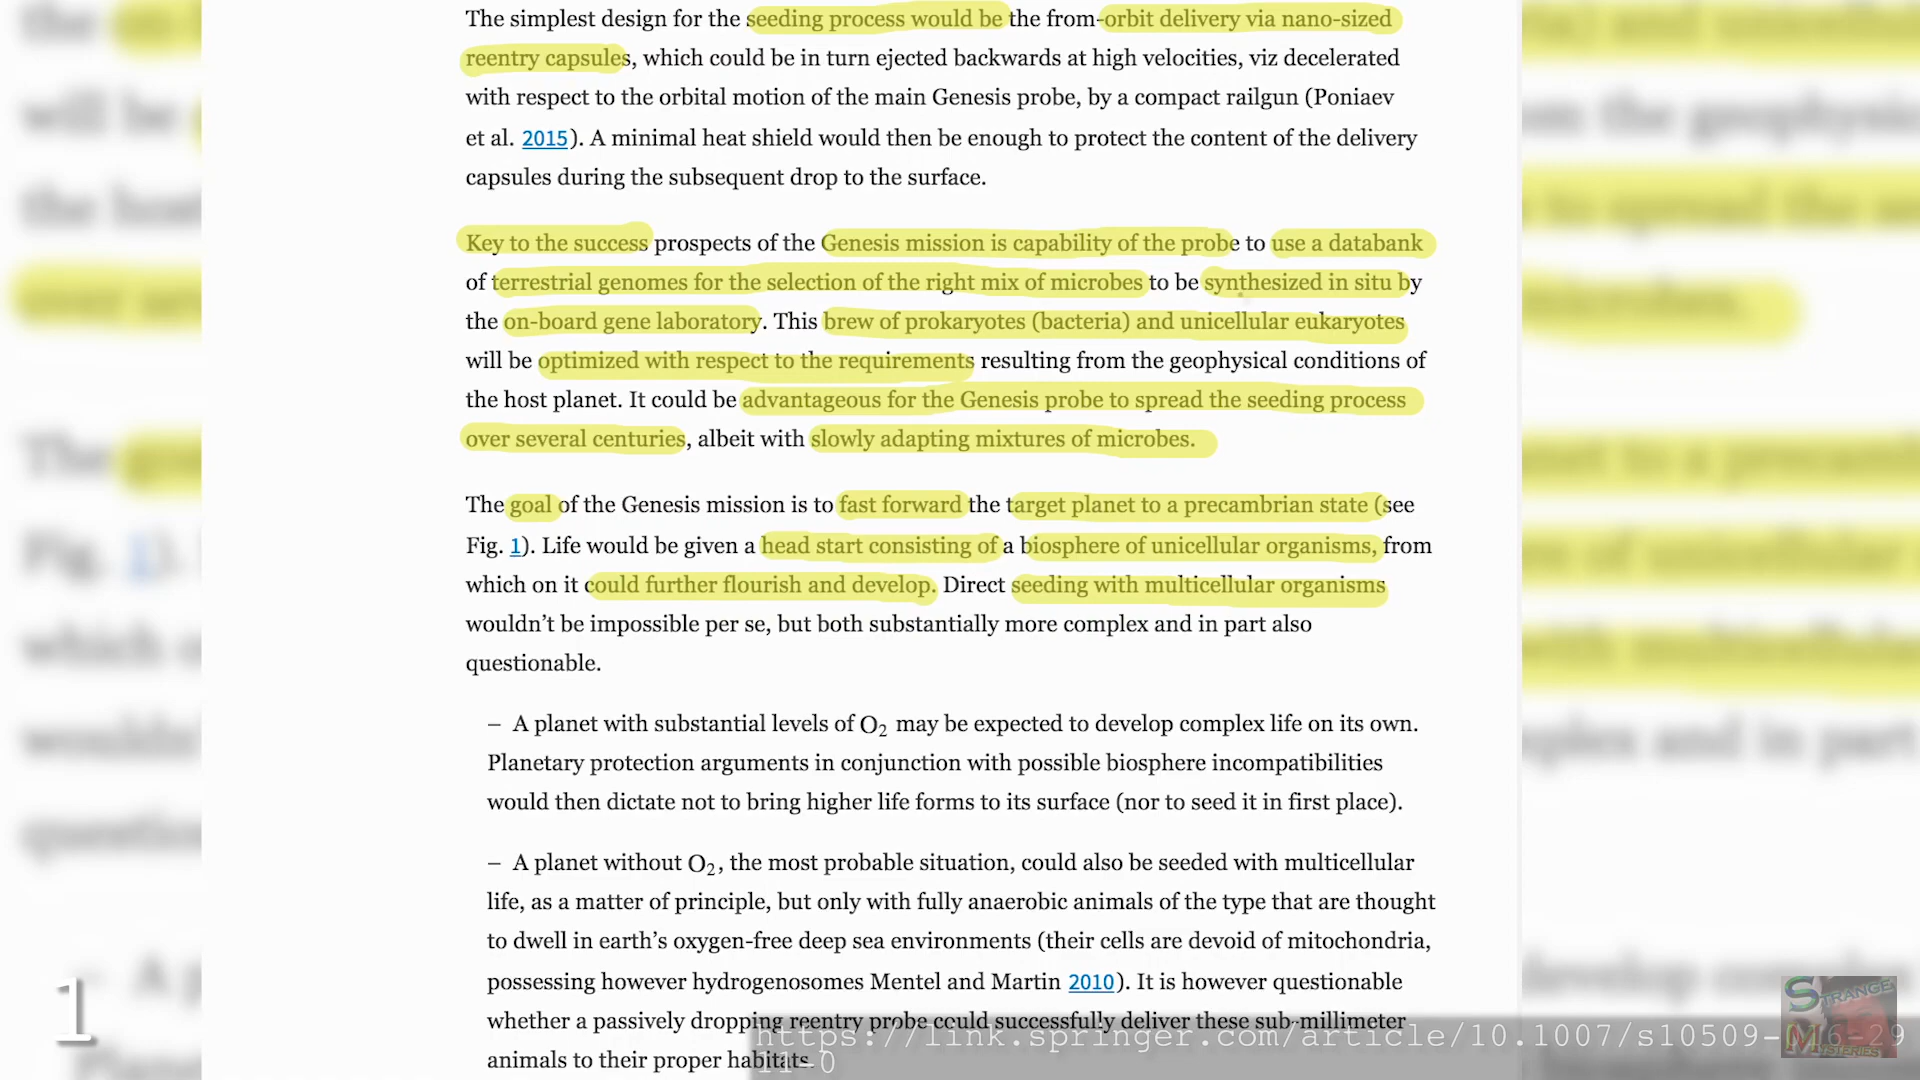 The simplest design for the seeding process would be the from-orbit delivery via nano-sized
reentry capsules, which could be in turn ejected backwards at high velocities, viz decelerated
with respect to the orbital motion of the main Genesis probe, by a compact railgun (Poniaev
et al. 2015). A minimal heat shield would then be enough to protect the content of the delivery
capsules during the subsequent drop to the surface.
Key to the success prospects of the Genesis mission is capability of the probe to use a databank
of terrestrial genomes for the selection of the right mix of microbes to be synthesized in situ by
the on-board gene laboratory. This brew of prokaryotes (bacteria) and unicellular eukaryotes
will be optimized with respect to the requirements resulting from the geophysical conditions of
the host planet. It could be advantageous for the Genesis probe to spread the seeding process
over several centuries, albeit with slowly adapting mixtures of microbes.
The goal of the Genesis mission is to fast forward the target planet to a precambrian state (see
Fig. 1). Life would be given a head start consisting of a biosphere of unicellular organisms, from
which on it could further flourish and develop. Direct seeding with multicellular organisms
wouldn’t be impossible per se, but both substantially more complex and in part also
questionable.
– A planet with substantial levels of O₂ may be expected to develop complex life on its own.
Planetary protection arguments in conjunction with possible biosphere incompatibilities
would then dictate not to bring higher life forms to its surface (nor to seed it in first place).
– A planet without O₂, the most probable situation, could also be seeded with multicellular
life, as a matter of principle, but only with fully anaerobic animals of the type that are thought
to dwell in earth’s oxygen-free deep sea environments (their cells are devoid of mitochondria,
possessing however hydrogenosomes Mentel and Martin 2010). It is however questionable
whether a passively dropping reentry probe could successfully deliver these sub-millimeter
animals to their proper habitats.
1
https://link.springer.com/article/10.1007/s10509-016-29
11-0
STRANGE
MYSTERIES